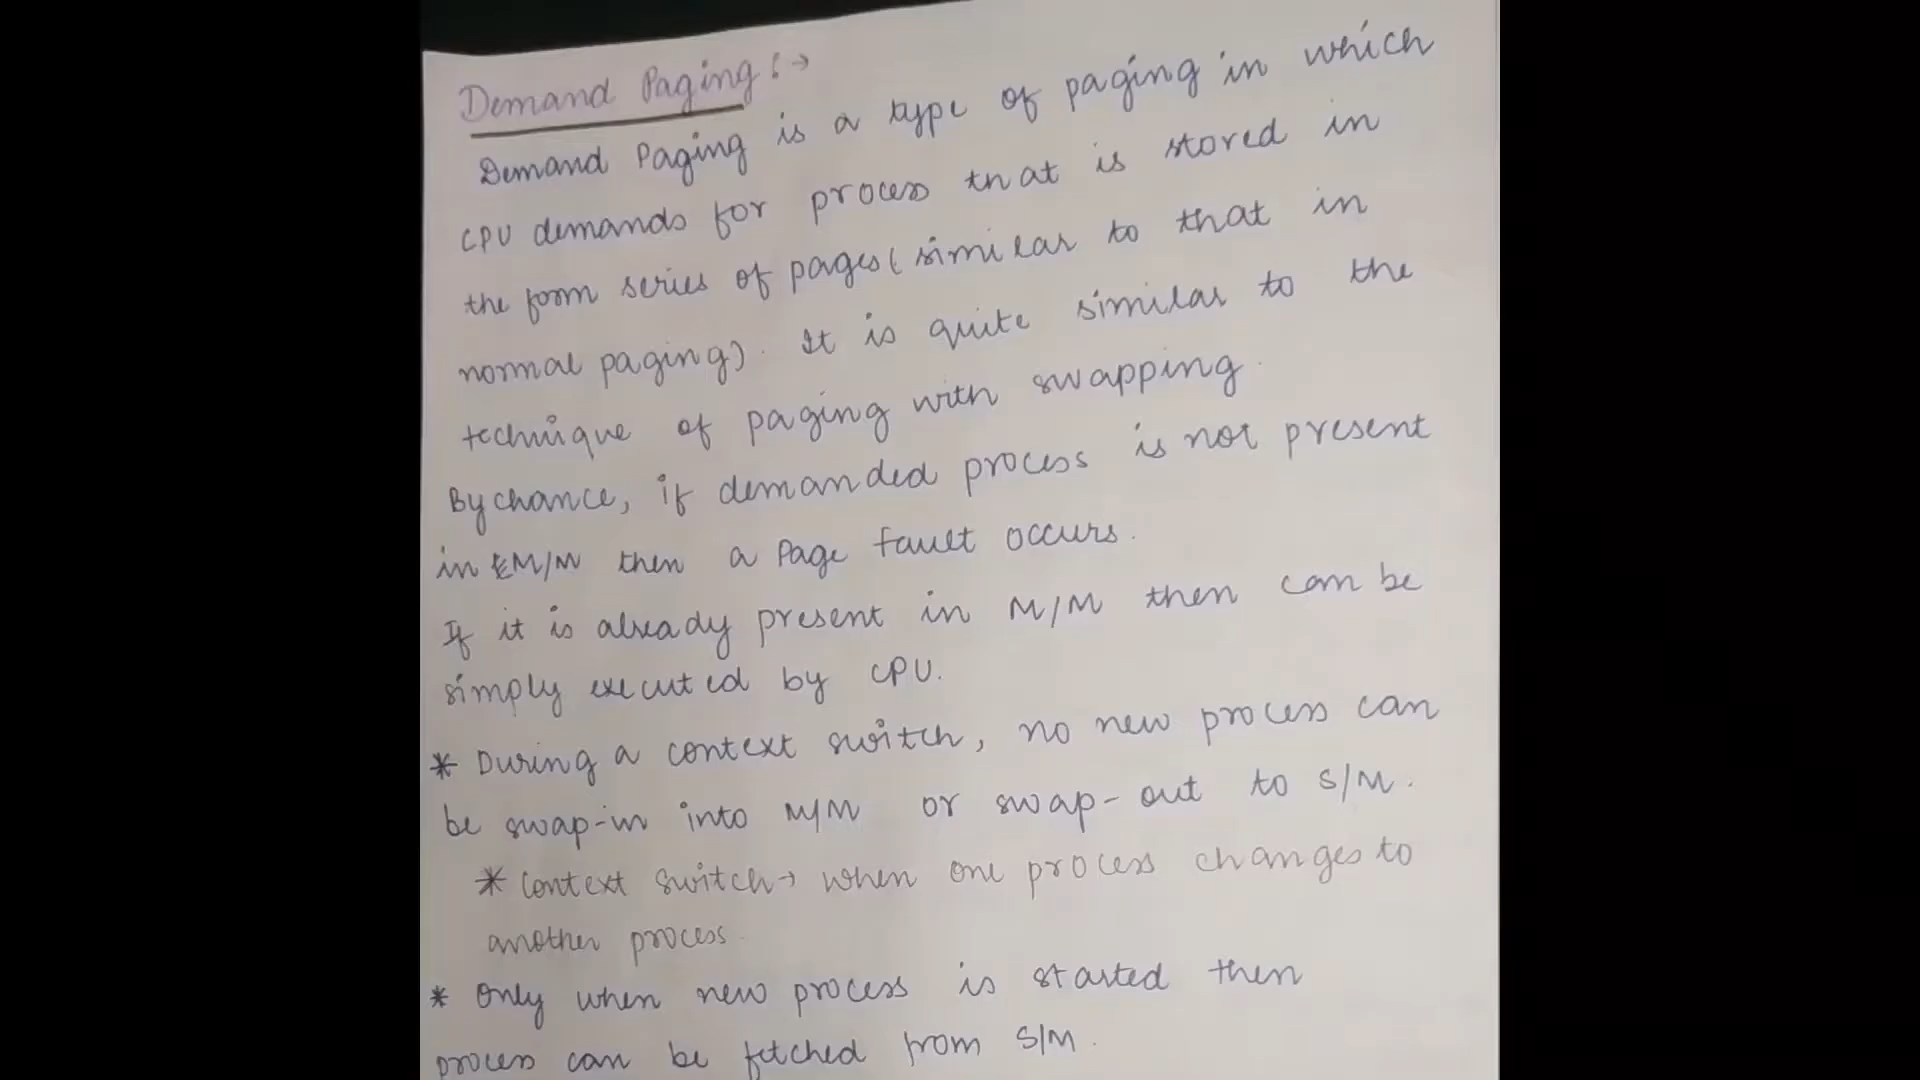 Demand Paging :→
Demand Paging is a type of paging in which
CPU demands for process that is stored in
the form series of pages ( similar to that in
normal paging). It is quite similar to the
technique of paging with swapping.
By chance, if demanded process is not present
in M/M then a Page fault occurs.
If it is already present in M/M then can be
simply executed by CPU.
* During a context switch, no new process can
be swap-in into M/M or swap-out to S/M.
* Context switch → when one process changes to
another process.
* Only when new process is started then
process can be fetched from S/M.